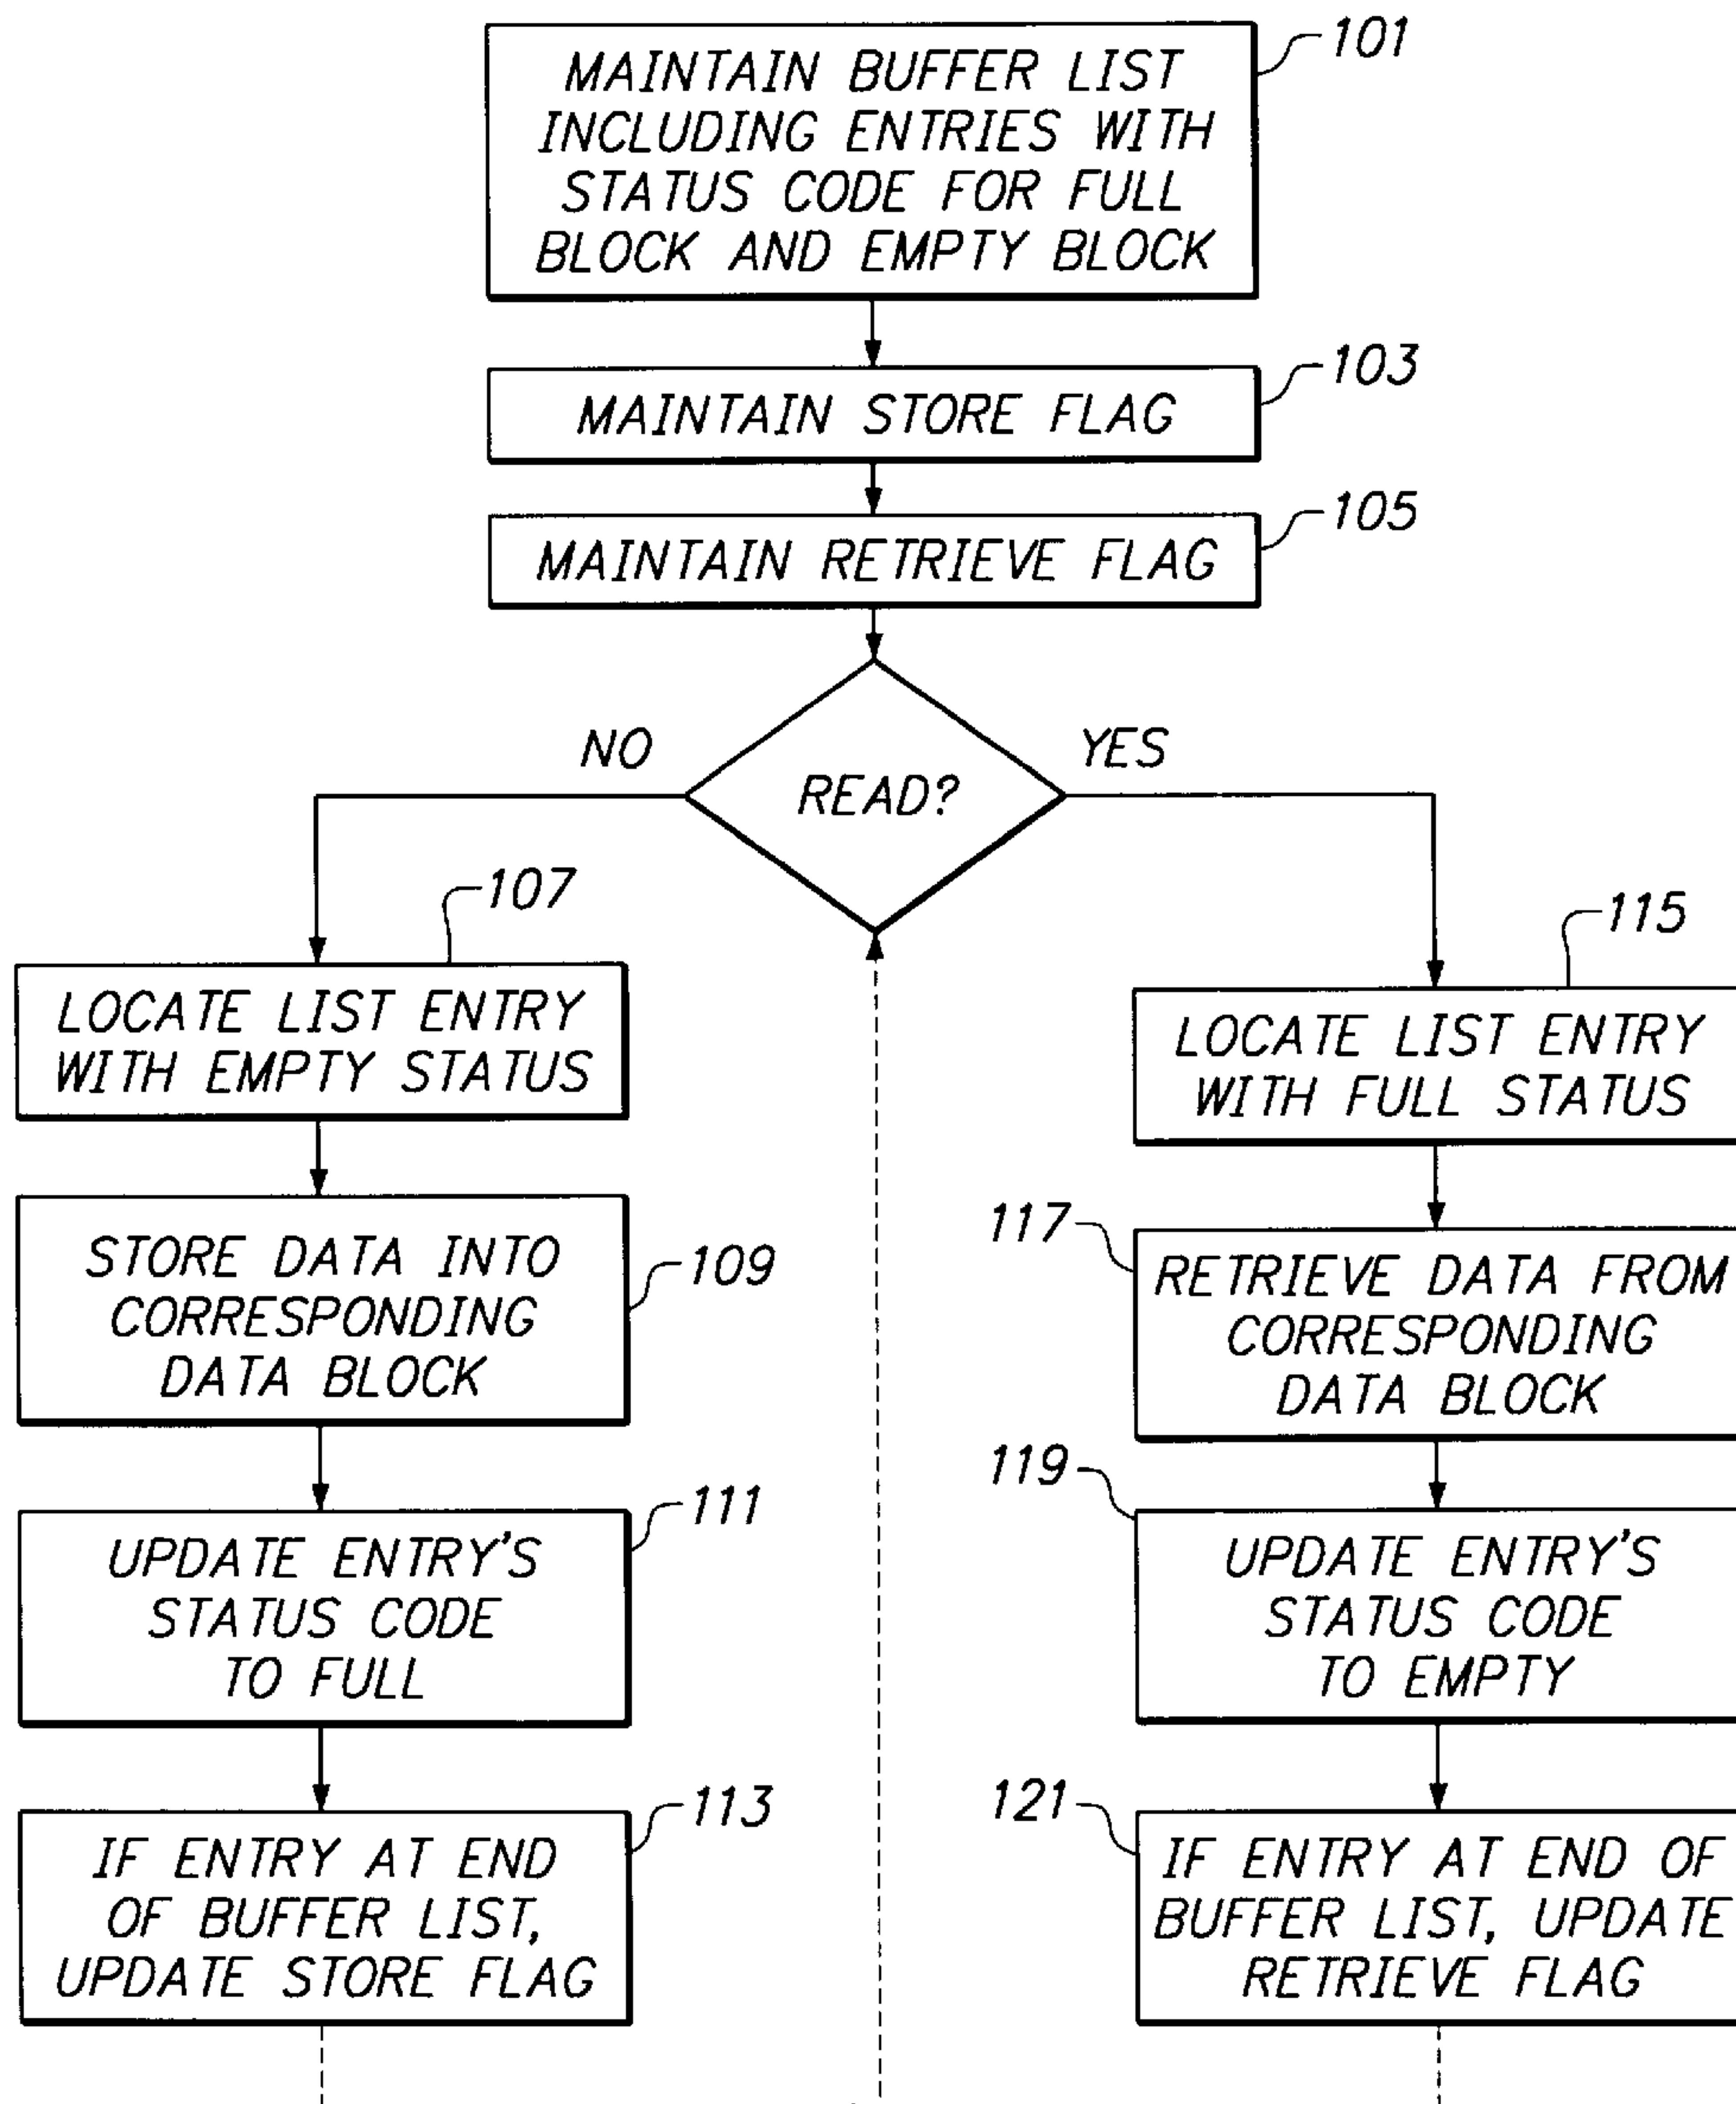 MAINTAIN BUFFER LIST
INCLUDING ENTRIES WITH
STATUS CODE FOR FULL
BLOCK AND EMPTY BLOCK
101
MAINTAIN STORE FLAG
103
MAINTAIN RETRIEVE FLAG
105
READ?
NO
YES
107
LOCATE LIST ENTRY
WITH EMPTY STATUS
STORE DATA INTO
CORRESPONDING
DATA BLOCK
109
UPDATE ENTRY'S
STATUS CODE
TO FULL
111
IF ENTRY AT END
OF BUFFER LIST,
UPDATE STORE FLAG
113
115
LOCATE LIST ENTRY
WITH FULL STATUS
117
RETRIEVE DATA FROM
CORRESPONDING
DATA BLOCK
119
UPDATE ENTRY'S
STATUS CODE
TO EMPTY
121
IF ENTRY AT END OF
BUFFER LIST, UPDATE
RETRIEVE FLAG